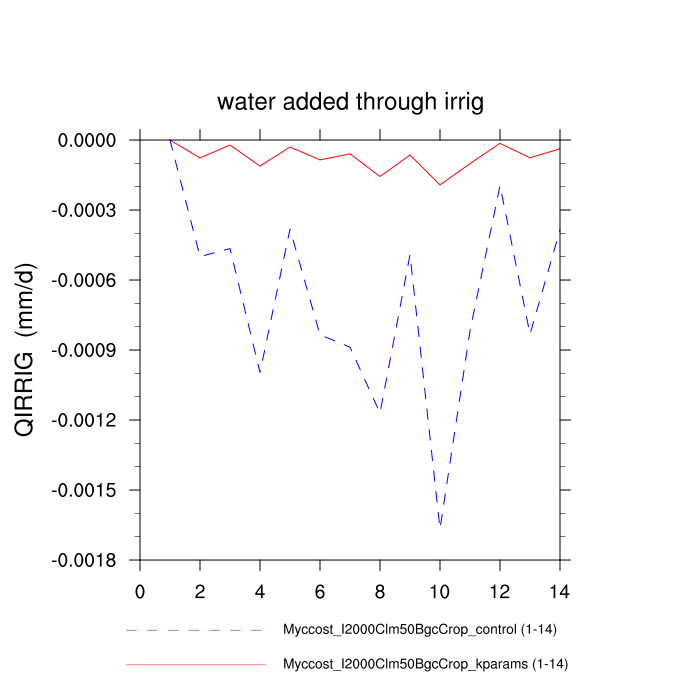 water added through irrig
QIRRIG (mm/d)
0.0000
-0.0003
-0.0006
-0.0009
-0.0012
-0.0015
-0.0018
0 2 4 6 8 10 12 14
Myccost_I2000Clm50BgcCrop_control (1-14)
Myccost_I2000Clm50BgcCrop_kparams (1-14)